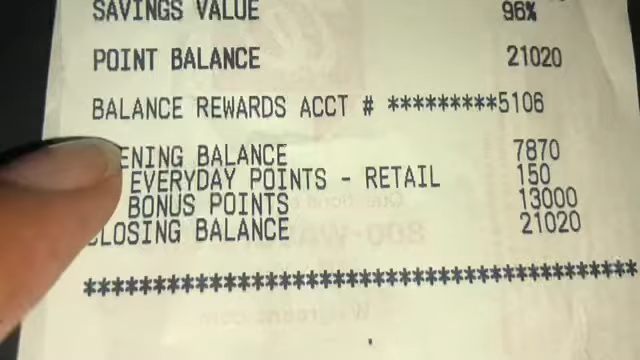 SAVINGS VALUE 96%
POINT BALANCE 21020
BALANCE REWARDS ACCT # *********5106
ENING BALANCE 7870
EVERYDAY POINTS - RETAIL 150
BONUS POINTS 13000
CLOSING BALANCE 21020
****************************************